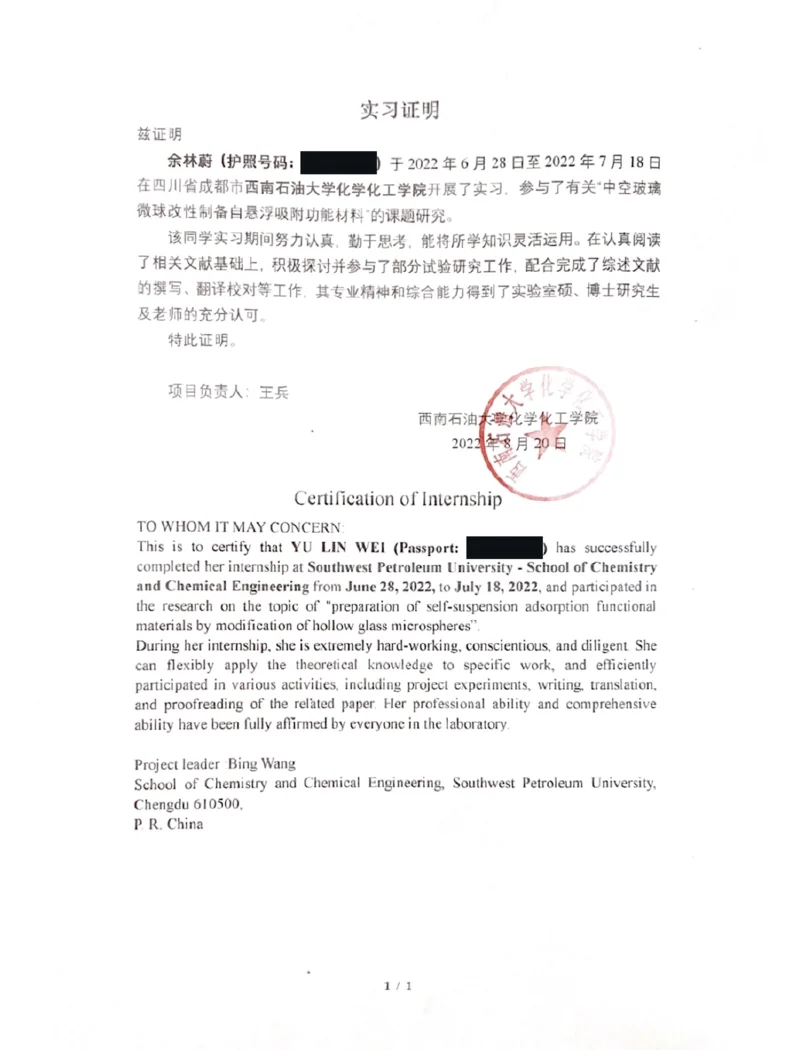 实习证明
兹证明
余林蔚（护照号码： ）于 2022 年 6 月 28 日至 2022 年 7 月 18 日
在四川省成都市西南石油大学化学化工学院开展了实习，参与了有关“中空玻璃
微球改性制备自悬浮吸附功能材料”的课题研究。
该同学实习期间努力认真，勤于思考，能将所学知识灵活运用。在认真阅读
了相关文献基础上，积极探讨并参与了部分试验研究工作，配合完成了综述文献
的撰写、翻译校对等工作，其专业精神和综合能力得到了实验室硕、博士研究生
及老师的充分认可。
特此证明。
项目负责人：王兵
西南石油大学化学化工学院
2022 年 8 月 20 日
西南石油大学化学化工学院
Certification of Internship
TO WHOM IT MAY CONCERN:
This is to certify that YU LIN WEI (Passport: ) has successfully
completed her internship at Southwest Petroleum University - School of Chemistry
and Chemical Engineering from June 28, 2022, to July 18, 2022, and participated in
the research on the topic of “preparation of self-suspension adsorption functional
materials by modification of hollow glass microspheres”.
During her internship, she is extremely hard-working, conscientious, and diligent. She
can flexibly apply the theoretical knowledge to specific work, and efficiently
participated in various activities, including project experiments, writing, translation,
and proofreading of the related paper. Her professional ability and comprehensive
ability have been fully affirmed by everyone in the laboratory.
Project leader Bing Wang
School of Chemistry and Chemical Engineering, Southwest Petroleum University,
Chengdu 610500,
P. R. China
1 / 1